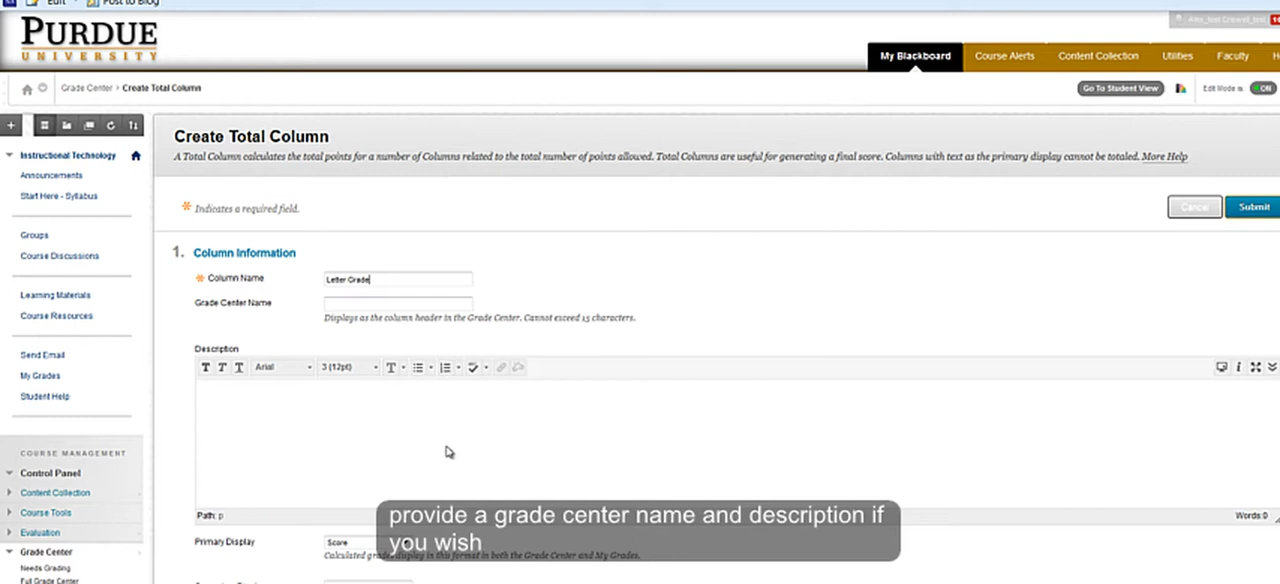 Edit
Post to Blog
PURDUE
UNIVERSITY
My Blackboard
Course Alerts
Content Collection
Utilities
Faculty
Grade Center > Create Total Column
Go To Student View
Edit Mode is:
ON
Instructional Technology
Announcements
Start Here - Syllabus
Groups
Course Discussions
Learning Materials
Course Resources
Send Email
My Grades
Student Help
COURSE MANAGEMENT
Control Panel
Content Collection
Course Tools
Evaluation
Grade Center
Needs Grading
Full Grade Center
Create Total Column
A Total Column calculates the total points for a number of Columns related to the total number of points allowed. Total Columns are useful for generating a final score. Columns with text as the primary display cannot be totaled. More Help
* Indicates a required field.
Cancel
Submit
1. Column Information
* Column Name
Letter Grade
Grade Center Name
Displays as the column header in the Grade Center. Cannot exceed 15 characters.
Description
T T T Arial 3 (12pt) T
Path: p
Words:0
provide a grade center name and description if
you wish
Primary Display
Score
Calculated grades display in this format in both the Grade Center and My Grades.